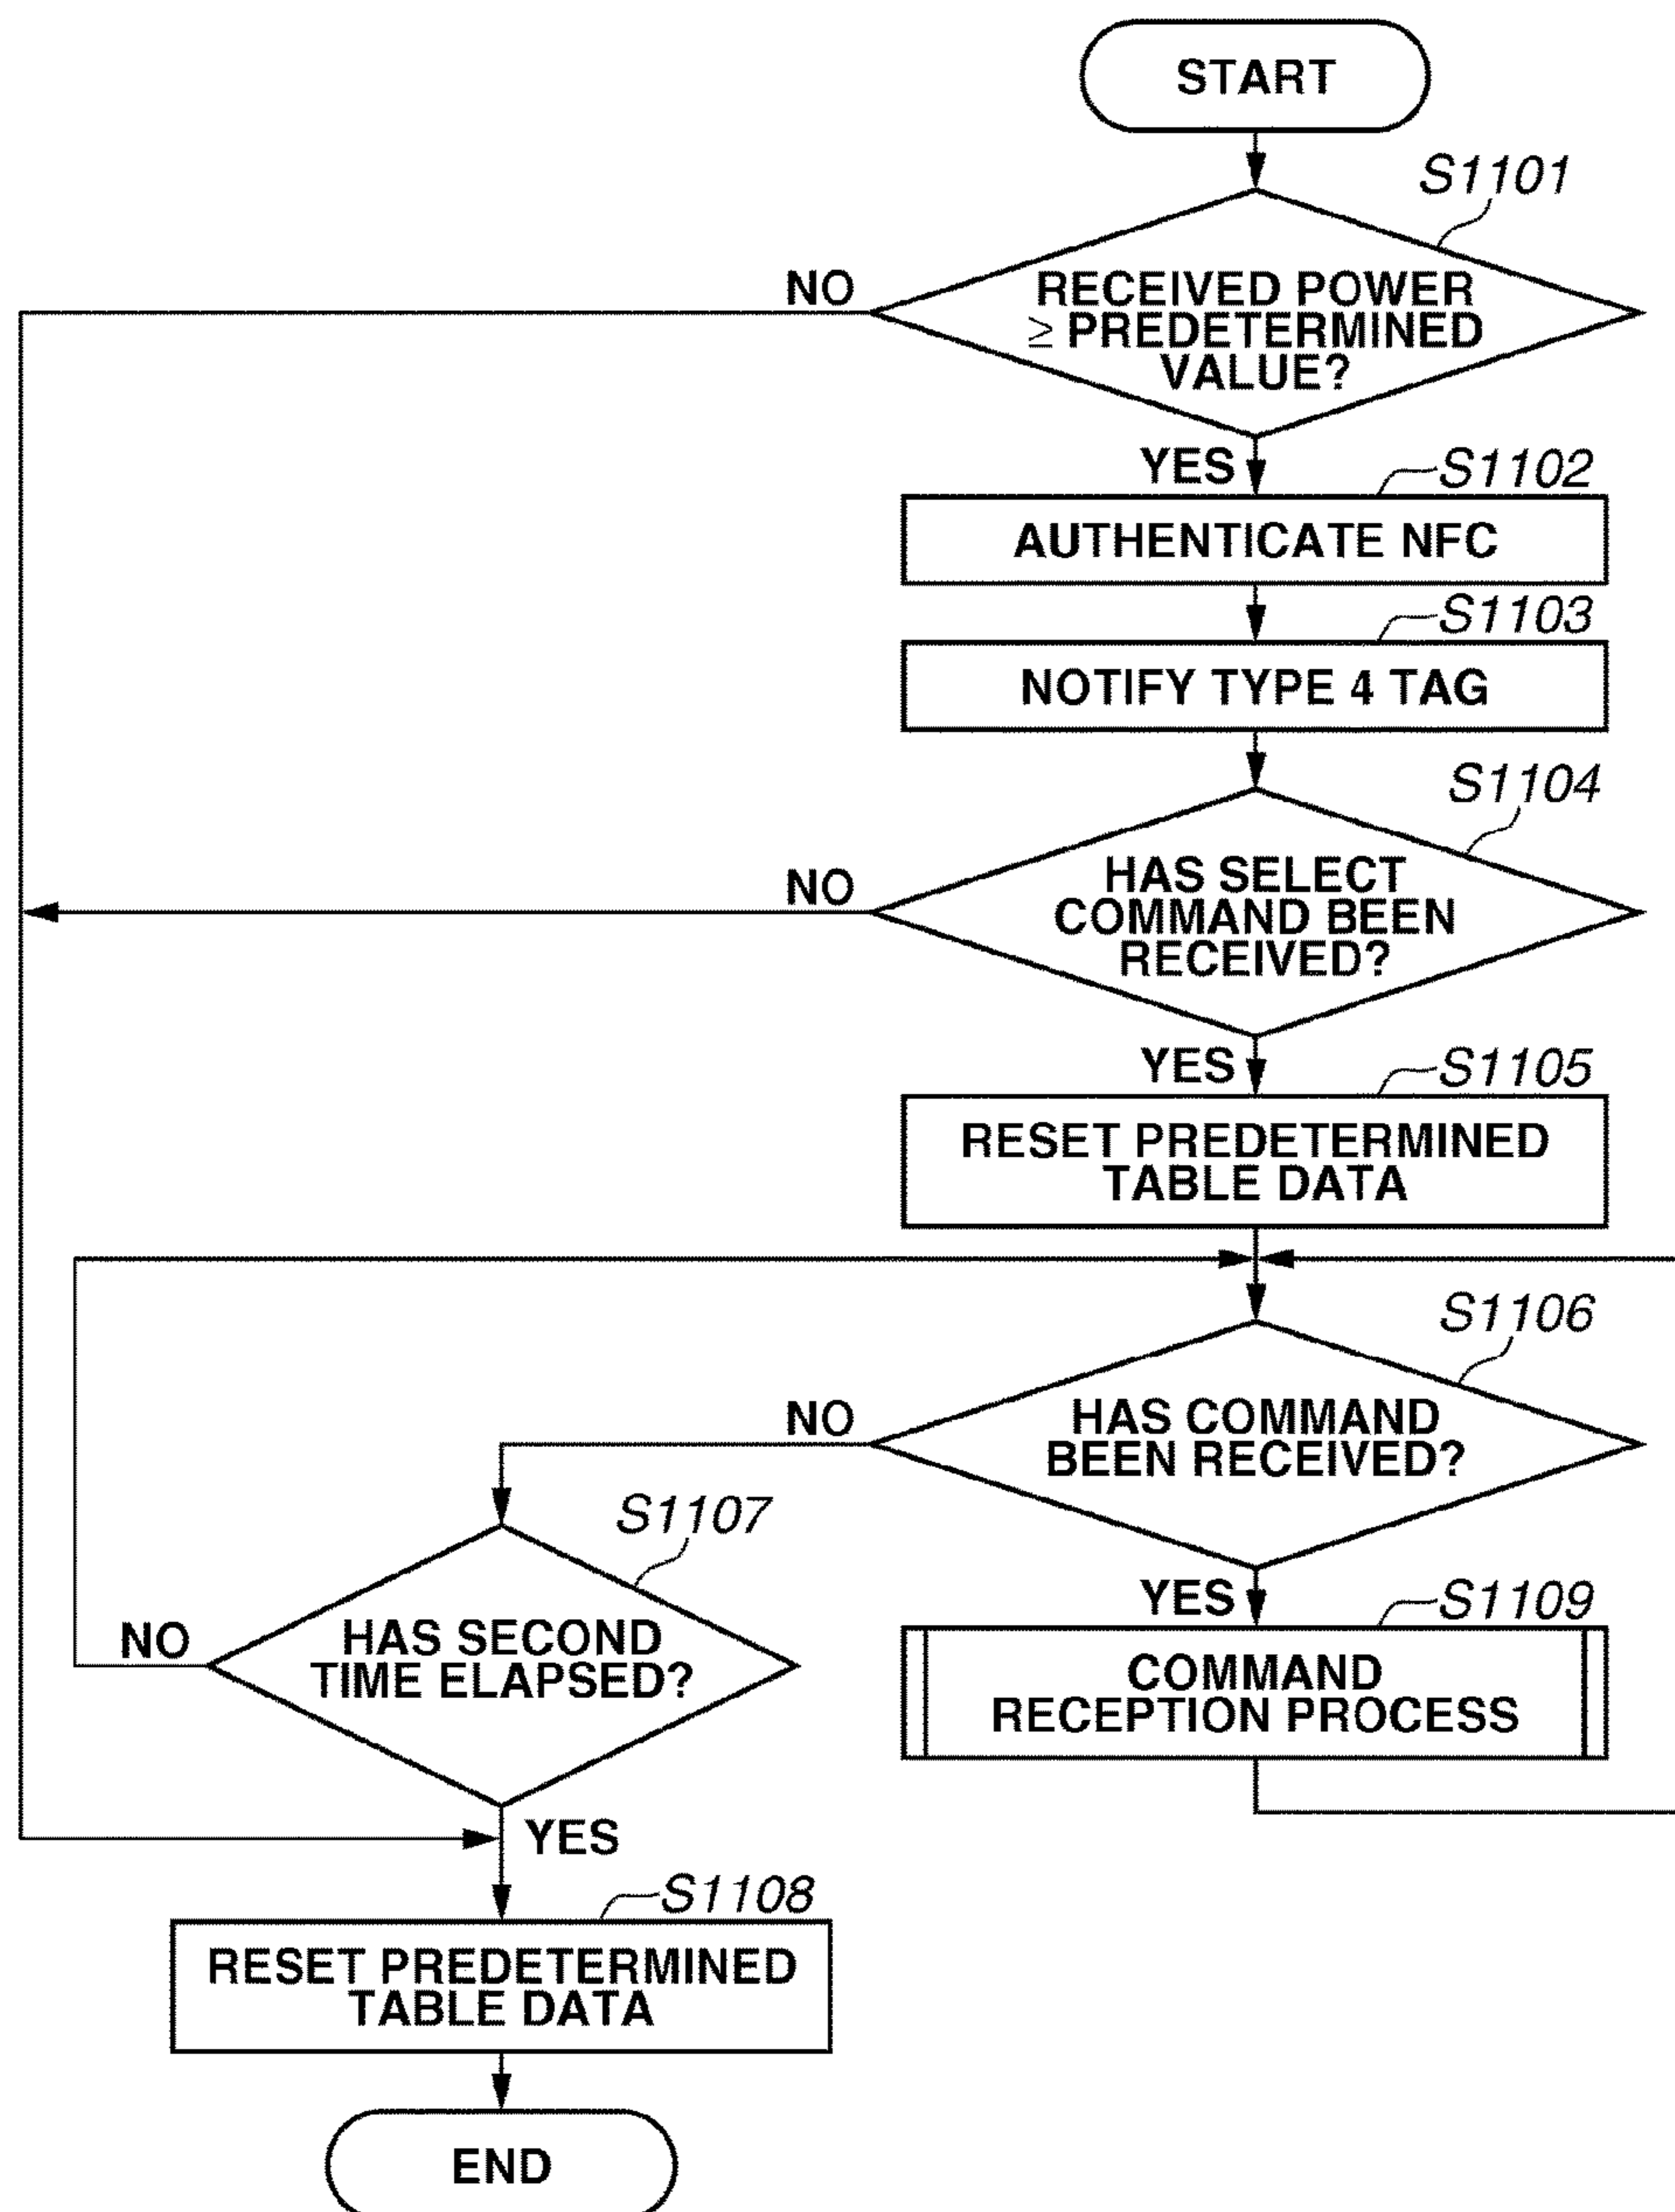 START
S1101
NO
RECEIVED POWER
≥ PREDETERMINED
VALUE?
YES
S1102
AUTHENTICATE NFC
S1103
NOTIFY TYPE 4 TAG
S1104
NO
HAS SELECT
COMMAND BEEN
RECEIVED?
YES
S1105
RESET PREDETERMINED
TABLE DATA
S1106
NO
HAS COMMAND
BEEN RECEIVED?
S1107
NO
HAS SECOND
TIME ELAPSED?
YES
S1109
COMMAND
RECEPTION PROCESS
YES
S1108
RESET PREDETERMINED
TABLE DATA
END